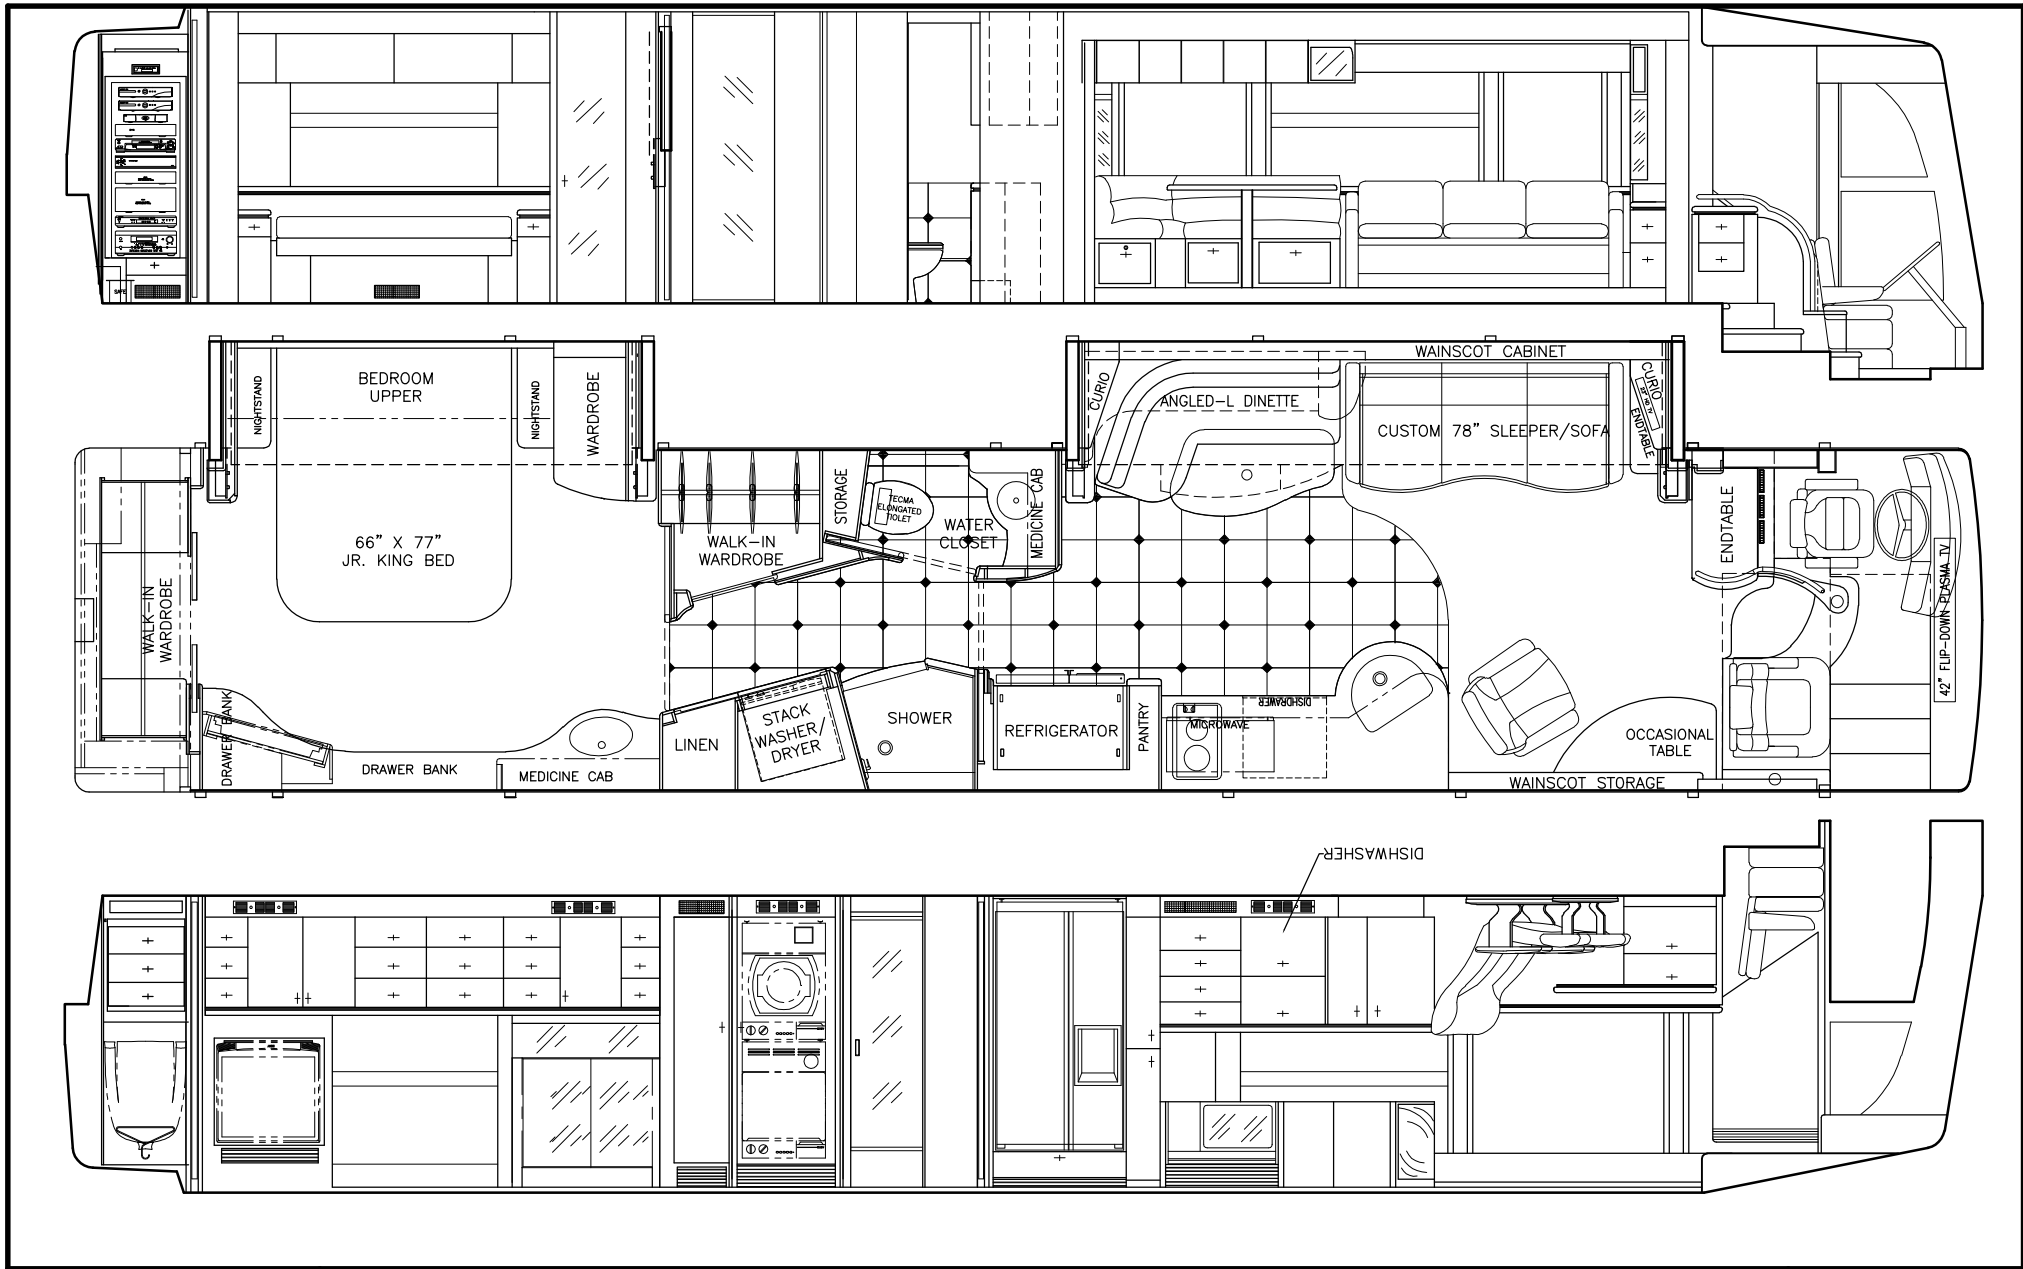 SAFE
BEDROOM
UPPER
NIGHTSTAND
NIGHTSTAND
WARDROBE
66" X 77"
JR. KING BED
WALK-IN
WARDROBE
DRAWER BANK
DRAWER BANK
MEDICINE CAB
WALK-IN
WARDROBE
STORAGE
TECMA
ELONGATED
TIOLET
WATER
CLOSET
MEDICINE CAB
LINEN
STACK
WASHER/
DRYER
SHOWER
REFRIGERATOR
PANTRY
MICROWAVE
DISHDRAWER
CURIO
ANGLED-L DINETTE
WAINSCOT CABINET
CUSTOM 78" SLEEPER/SOFA
CURIO
ENDTABLE
ENDTABLE
OCCASIONAL
TABLE
WAINSCOT STORAGE
42" FLIP-DOWN PLASMA TV
DISHWASHER